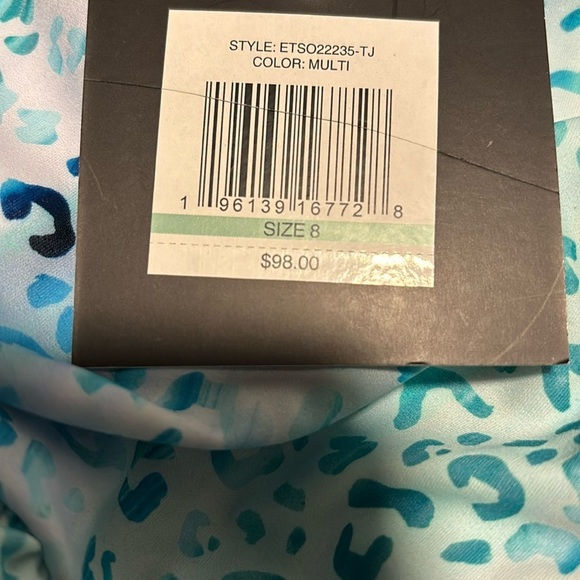 STYLE: ETSO22235-TJ
COLOR: MULTI
1 96139 16772 8
SIZE 8
$98.00